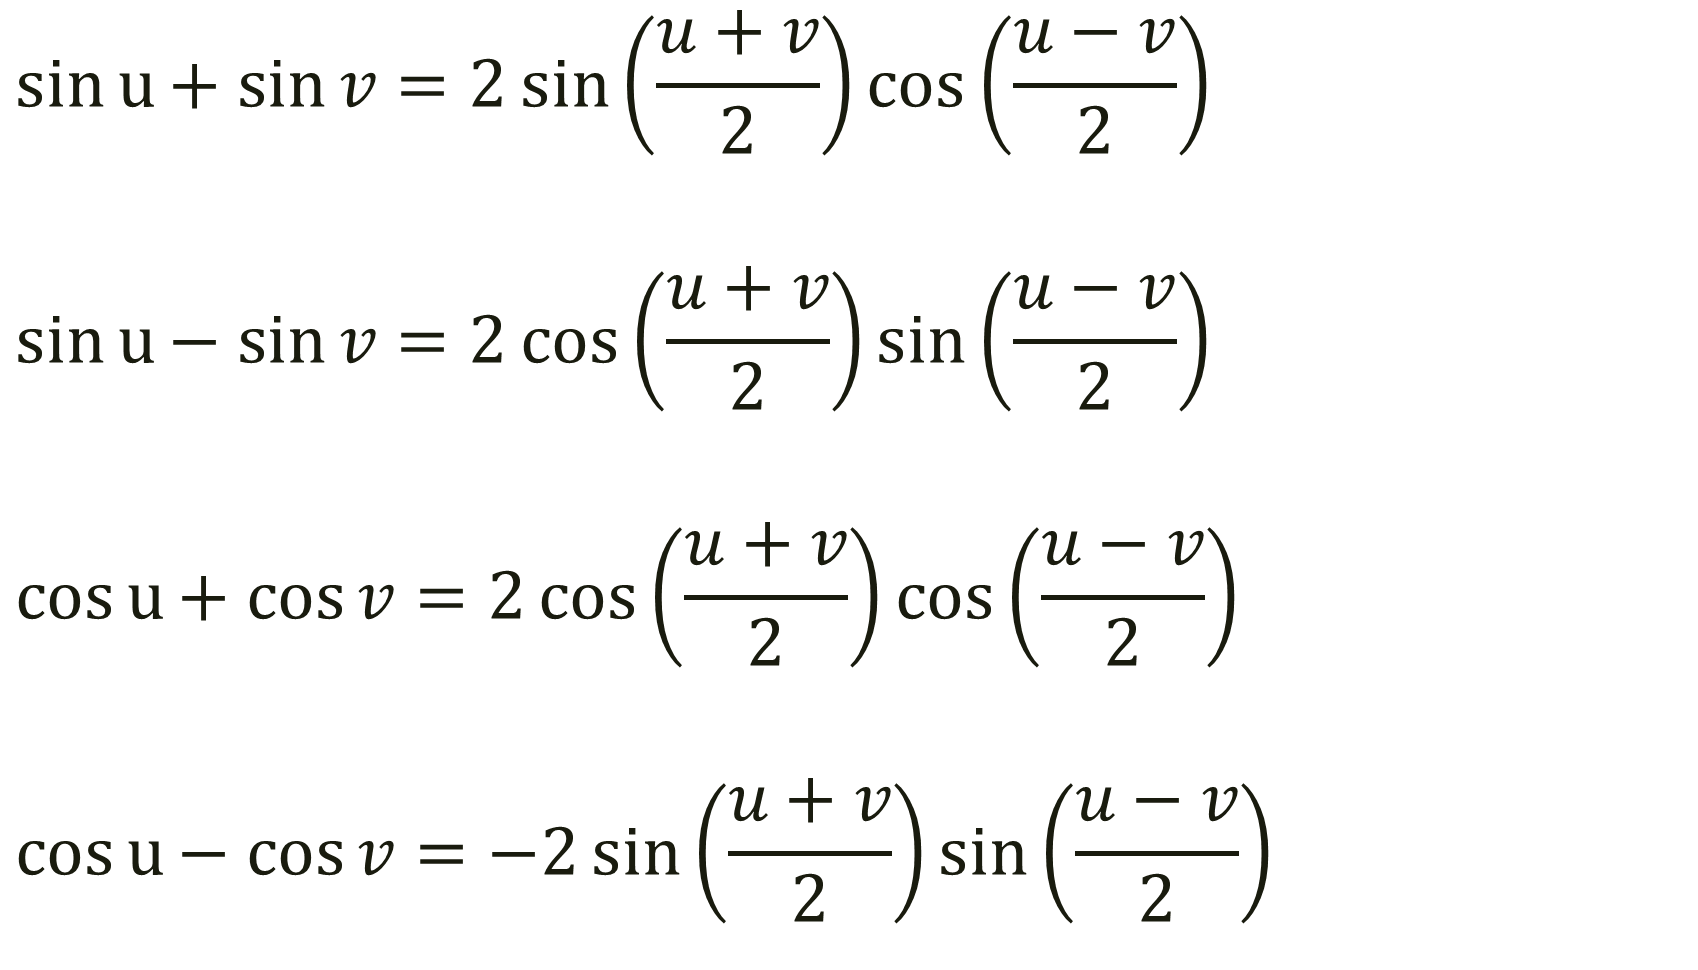 sin u + sin v = 2 sin ((u + v)/2) cos ((u − v)/2)
sin u − sin v = 2 cos ((u + v)/2) sin ((u − v)/2)
cos u + cos v = 2 cos ((u + v)/2) cos ((u − v)/2)
cos u − cos v = −2 sin ((u + v)/2) sin ((u − v)/2)